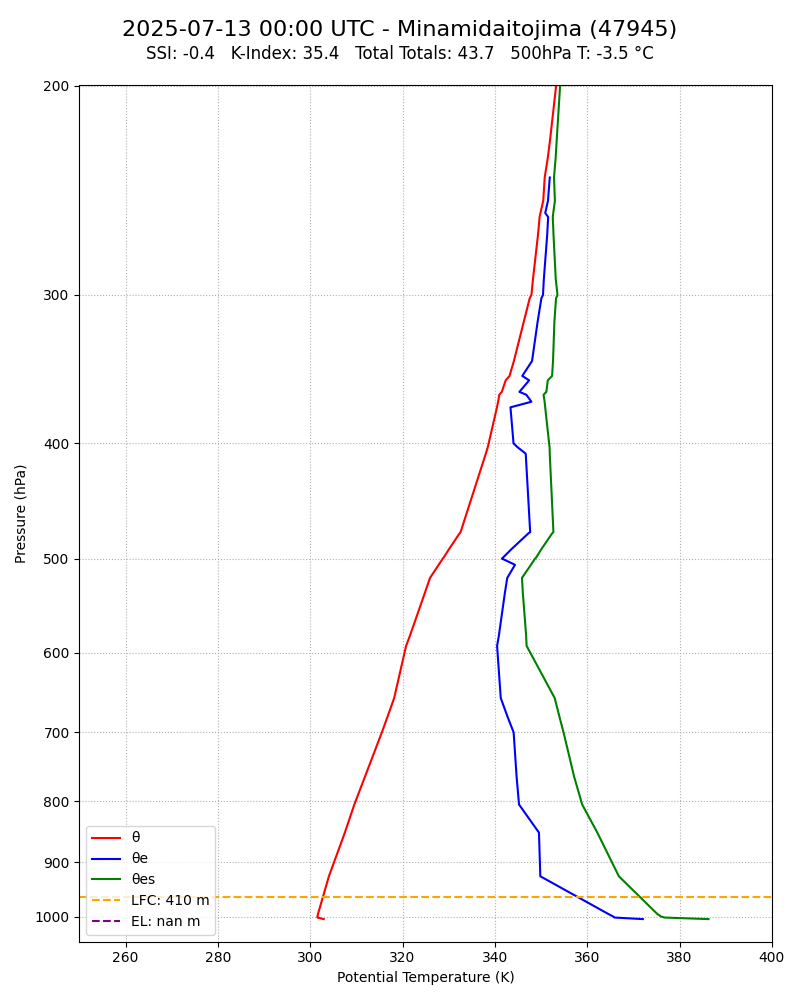 2025-07-13 00:00 UTC - Minamidaitojima (47945)
SSI: -0.4   K-Index: 35.4   Total Totals: 43.7   500hPa T: -3.5 °C
200
300
400
500
600
700
800
900
1000
Pressure (hPa)
θ
θe
θes
LFC: 410 m
EL: nan m
260 280 300 320 340 360 380 400
Potential Temperature (K)